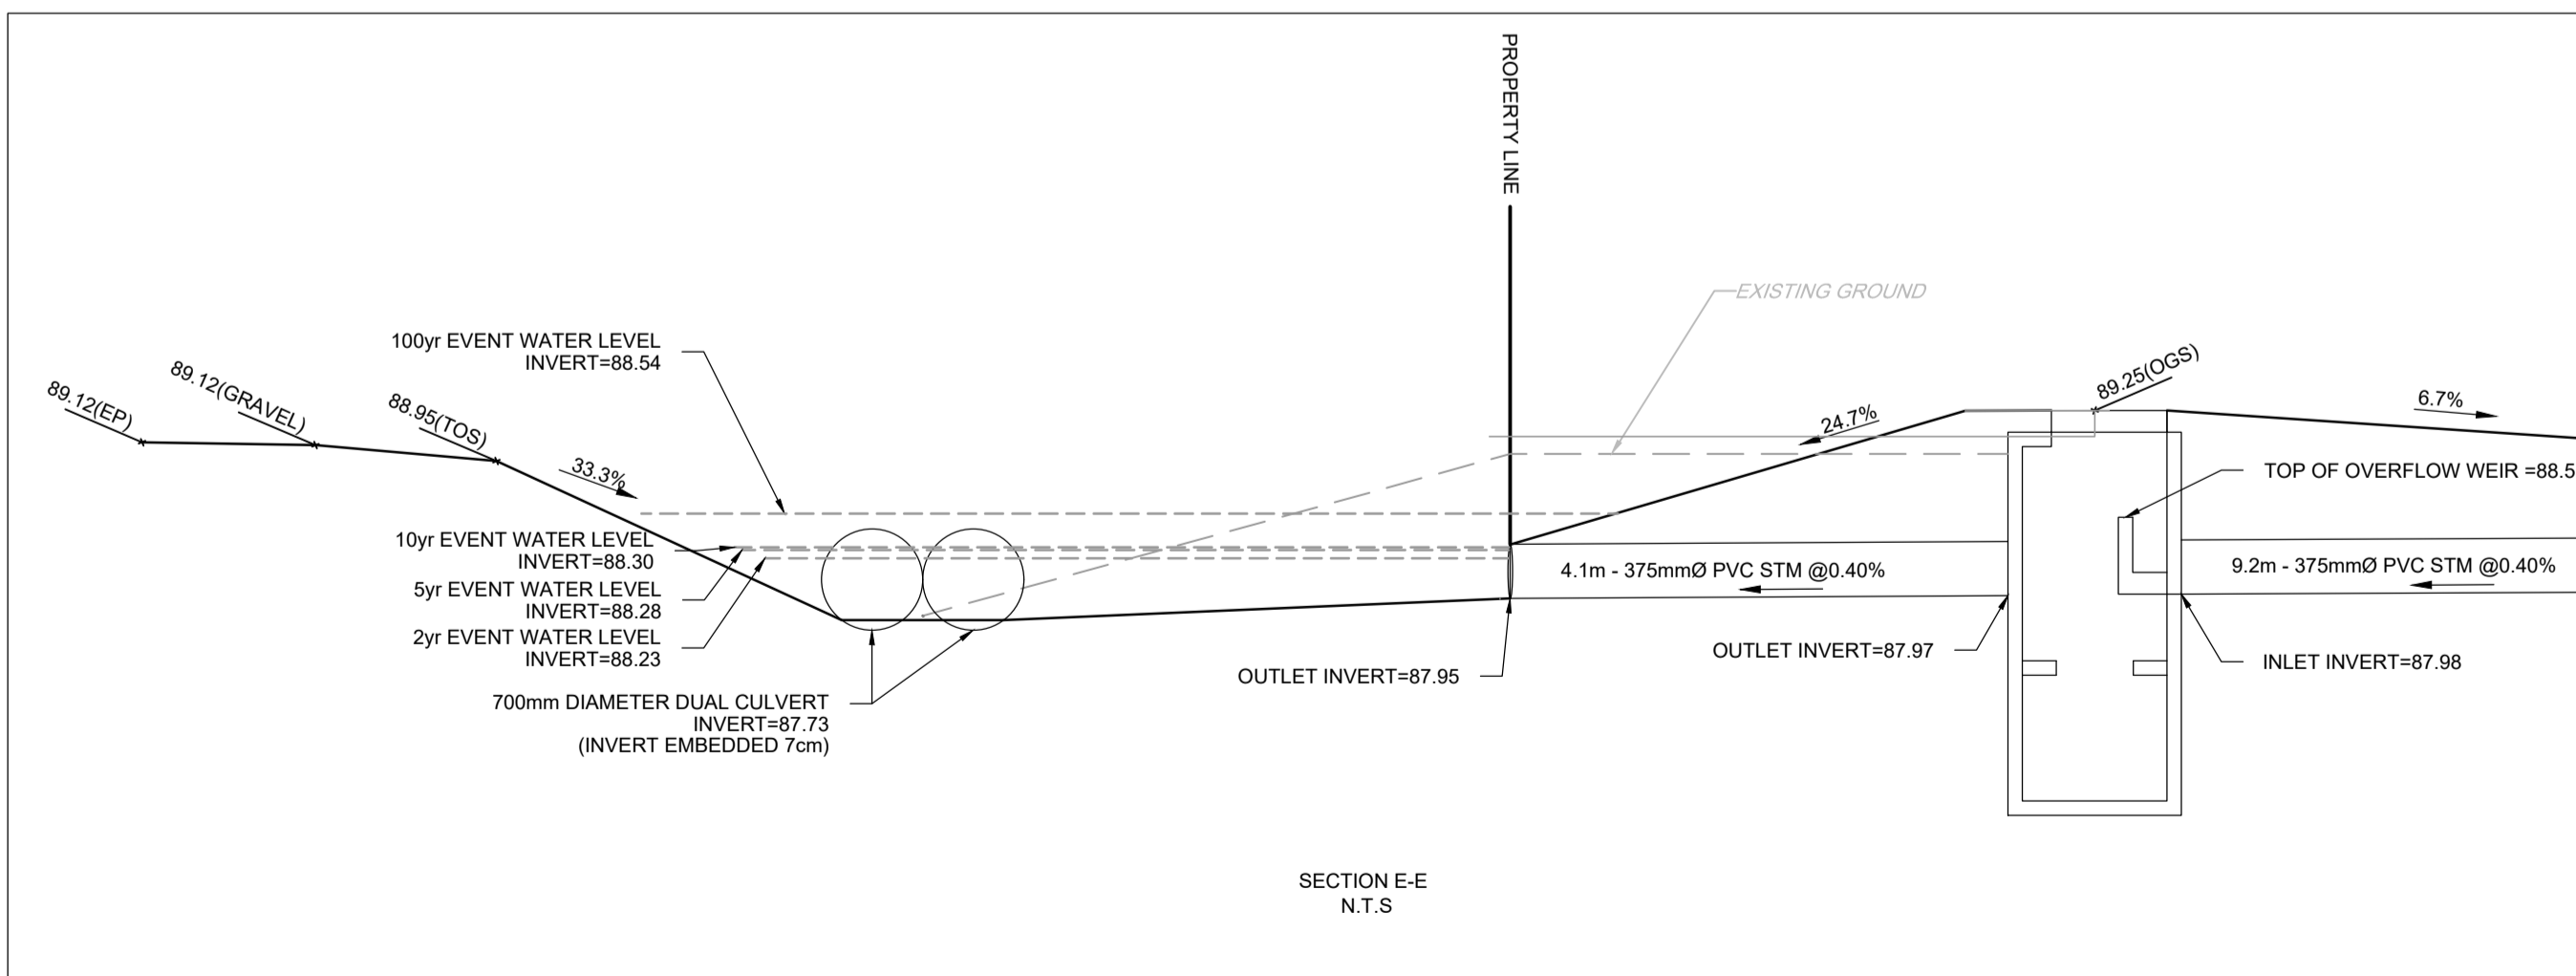 PROPERTY LINE
EXISTING GROUND
100yr EVENT WATER LEVEL
INVERT=88.54
89.12(EP)
89.12(GRAVEL)
88.95(TOS)
33.3%
24.7%
89.25(OGS)
6.7%
TOP OF OVERFLOW WEIR =88.5
10yr EVENT WATER LEVEL
INVERT=88.30
5yr EVENT WATER LEVEL
INVERT=88.28
2yr EVENT WATER LEVEL
INVERT=88.23
4.1m - 375mmØ PVC STM @0.40%
9.2m - 375mmØ PVC STM @0.40%
OUTLET INVERT=87.95
OUTLET INVERT=87.97
INLET INVERT=87.98
700mm DIAMETER DUAL CULVERT
INVERT=87.73
(INVERT EMBEDDED 7cm)
SECTION E-E
N.T.S